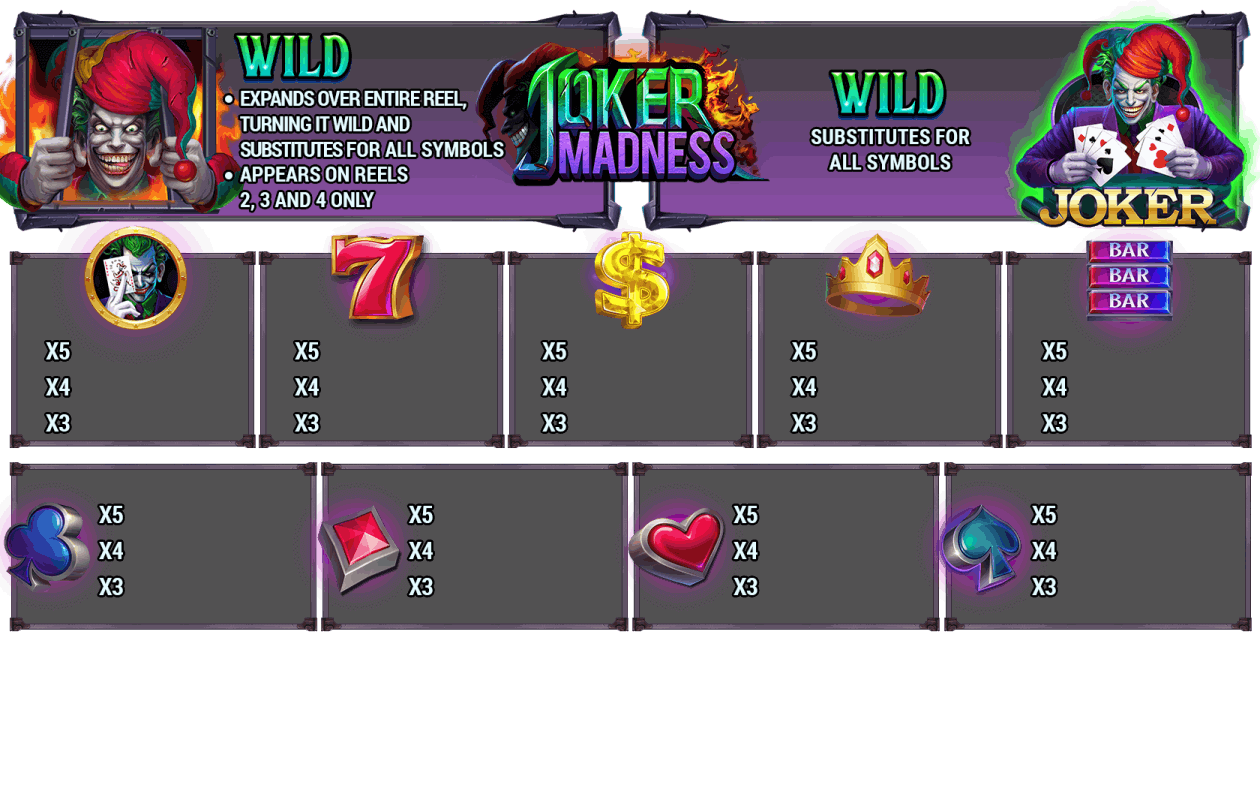 WILD
• EXPANDS OVER ENTIRE REEL,
TURNING IT WILD AND
SUBSTITUTES FOR ALL SYMBOLS
• APPEARS ON REELS
2, 3 AND 4 ONLY
JOKER
MADNESS
WILD
SUBSTITUTES FOR
ALL SYMBOLS
JOKER
7
$
BAR
BAR
BAR
X5
X4
X3
X5
X4
X3
X5
X4
X3
X5
X4
X3
X5
X4
X3
X5
X4
X3
X5
X4
X3
X5
X4
X3
X5
X4
X3